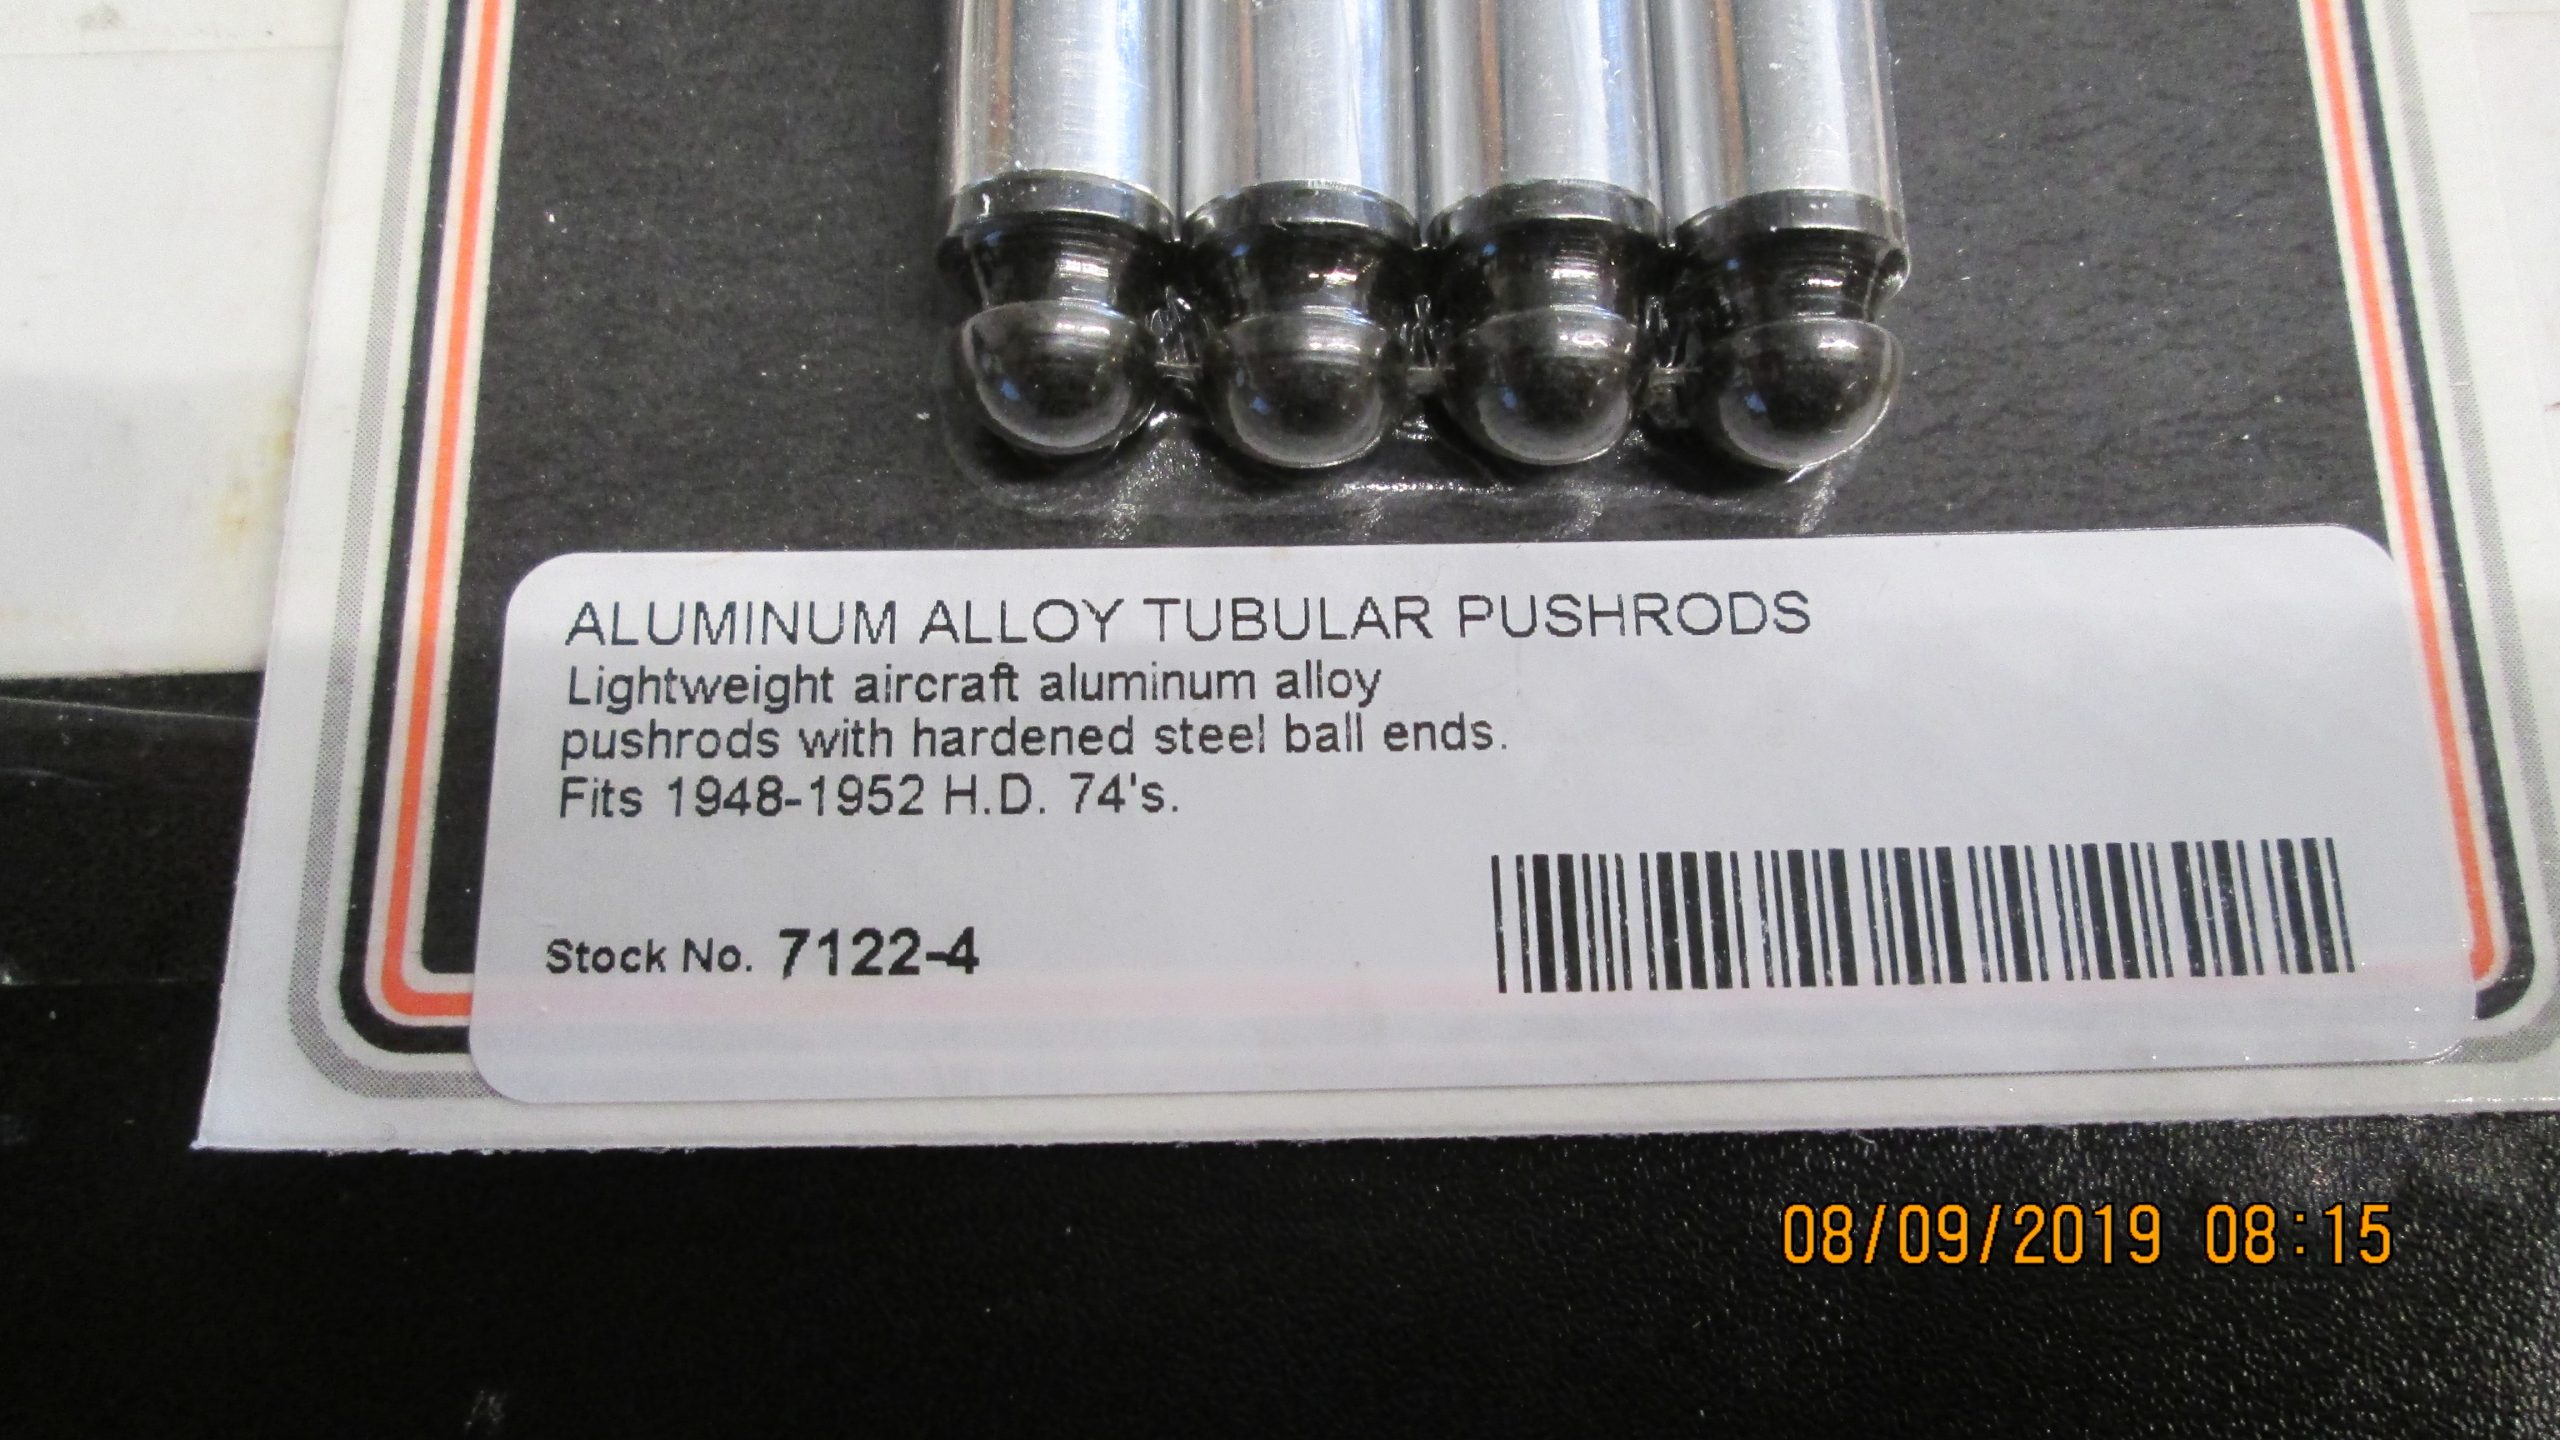 ALUMINUM ALLOY TUBULAR PUSHRODS
Lightweight aircraft aluminum alloy
pushrods with hardened steel ball ends.
Fits 1948-1952 H.D. 74's.
Stock No. 7122-4
08/09/2019 08:15